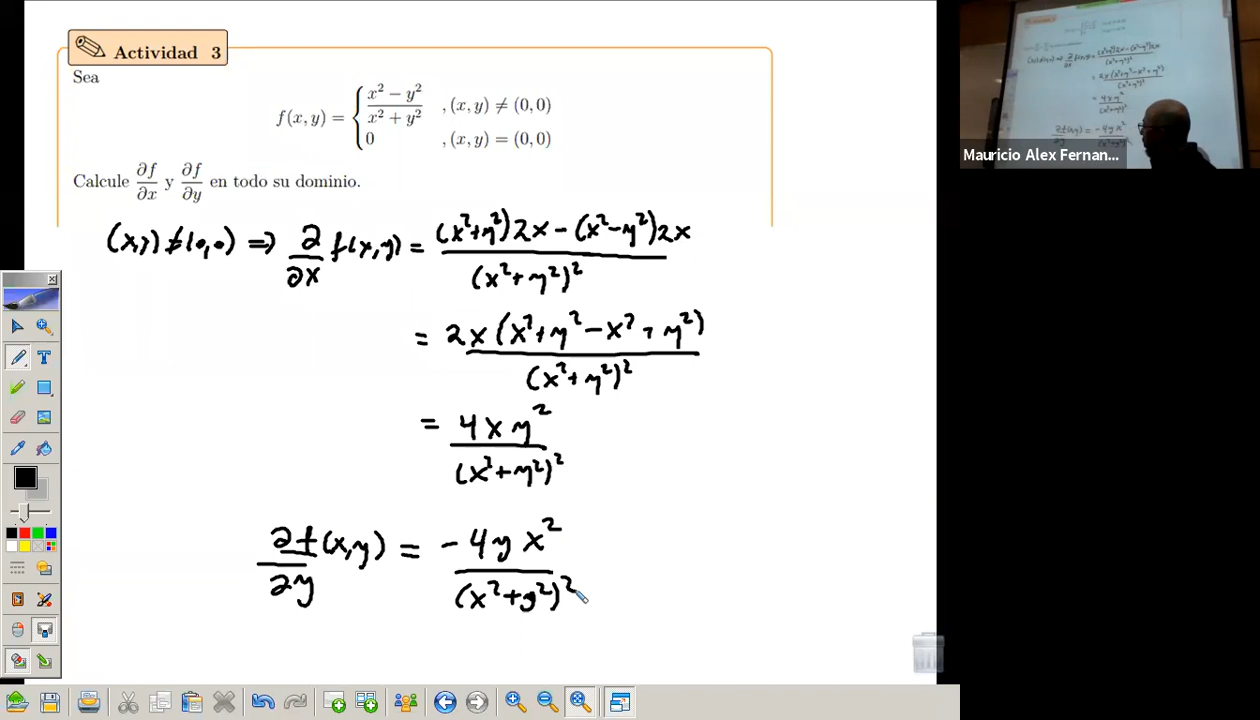 Actividad 3
Sea
f(x, y) = { x² − y² / x² + y² , (x, y) ≠ (0, 0)
0 , (x, y) = (0, 0)
Calcule ∂f/∂x y ∂f/∂y en todo su dominio.
(x,y) ≠ (0,0) ⇒ ∂/∂x f(x,y) = (x²+y²)2x − (x²−y²)2x / (x²+y²)²
= 2x(x²+y²−x²+y²) / (x²+y²)²
= 4xy² / (x²+y²)²
∂f/∂y (x,y) = −4yx² / (x²+y²)²
Mauricio Alex Fernan...